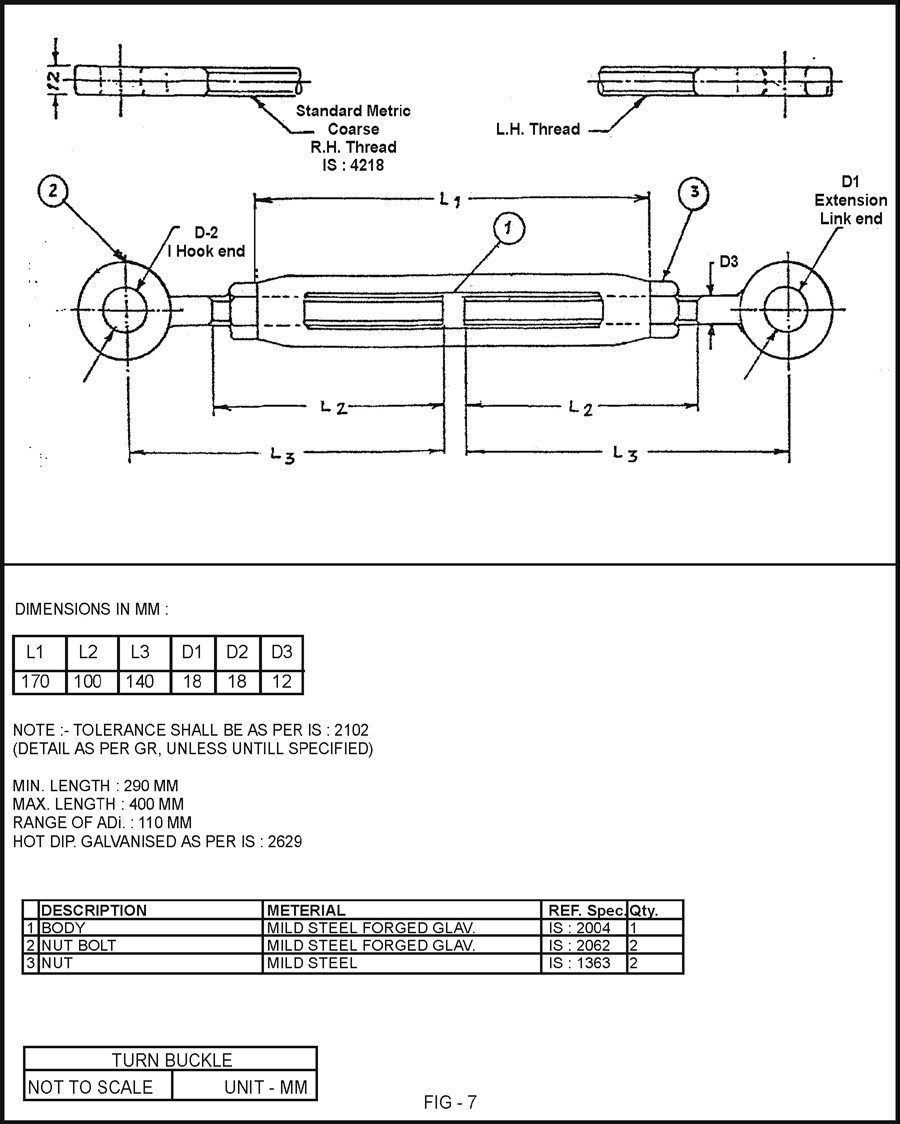 12
Standard Metric
Coarse
R.H. Thread
IS : 4218
L.H. Thread
2
D-2
I Hook end
L1
1
3
D1
Extension
Link end
D3
L2
L2
L3
L3
DIMENSIONS IN MM :
L1 L2 L3 D1 D2 D3
170 100 140 18 18 12
NOTE :- TOLERANCE SHALL BE AS PER IS : 2102
(DETAIL AS PER GR, UNLESS UNTILL SPECIFIED)
MIN. LENGTH : 290 MM
MAX. LENGTH : 400 MM
RANGE OF ADi. : 110 MM
HOT DIP. GALVANISED AS PER IS : 2629
DESCRIPTION METERIAL REF. Spec. Qty.
1 BODY MILD STEEL FORGED GLAV. IS : 2004 1
2 NUT BOLT MILD STEEL FORGED GLAV. IS : 2062 2
3 NUT MILD STEEL IS : 1363 2
TURN BUCKLE
NOT TO SCALE UNIT - MM
FIG - 7